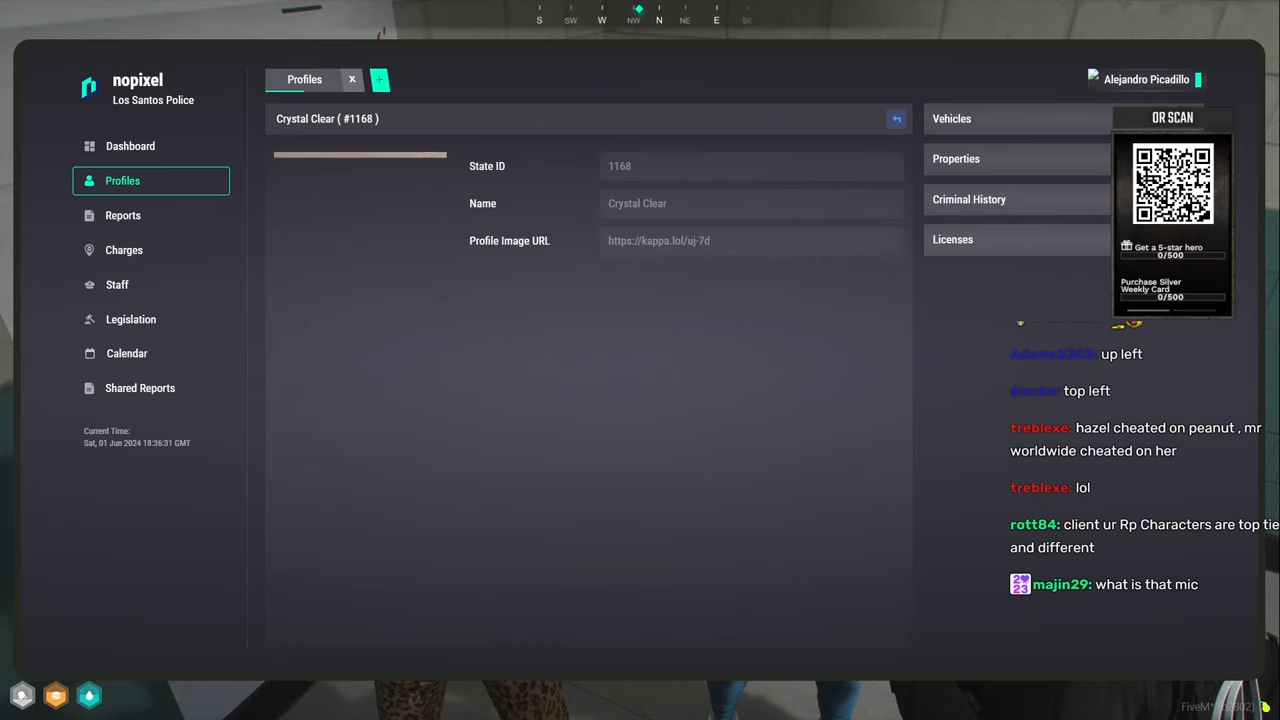 S SW W NW N NE E SE
nopixel
Los Santos Police
Profiles x +
Alejandro Picadillo
Crystal Clear ( #1168 )
Dashboard
Profiles
Reports
Charges
Staff
Legislation
Calendar
Shared Reports
Current Time:
Sat, 01 Jun 2024 18:36:31 GMT
State ID 1168
Name Crystal Clear
Profile Image URL https://kappa.lol/uj-7d
Vehicles
Properties
Criminal History
Licenses
OR SCAN
Get a 5-star hero
0/500
Purchase Silver
Weekly Card
0/500
up left
top left
treblexe: hazel cheated on peanut , mr
worldwide cheated on her
treblexe: lol
rott84: client ur Rp Characters are top tie
and different
majin29: what is that mic
FiveM*